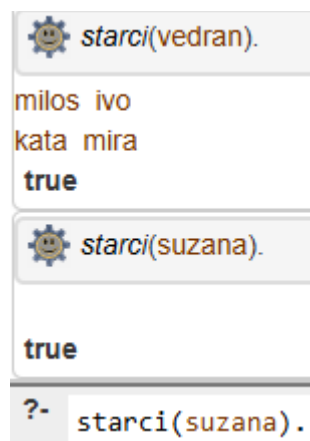 starci(vedran).
milos ivo
kata mira
true
starci(suzana).
true
?- starci(suzana).